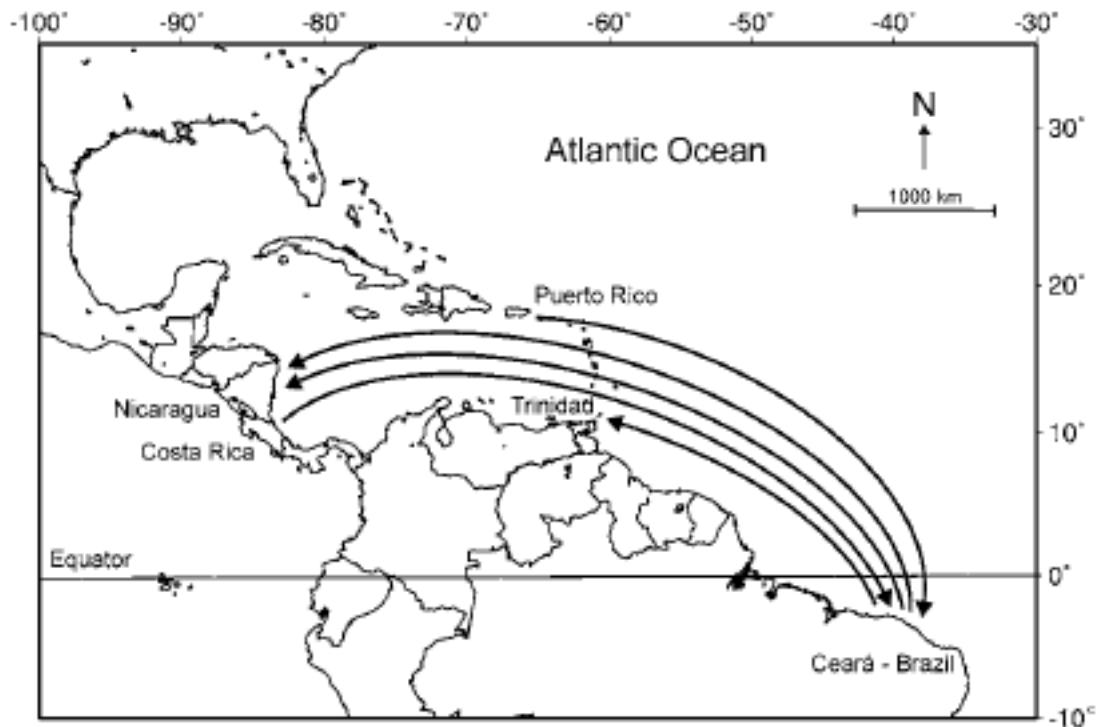 -100° -90° -80° -70° -60° -50° -40° -30°
N
30°
Atlantic Ocean
1000 km
20°
Puerto Rico
Nicaragua
Trinidad
10°
Costa Rica
Equator
0°
Ceará - Brazil
-10°